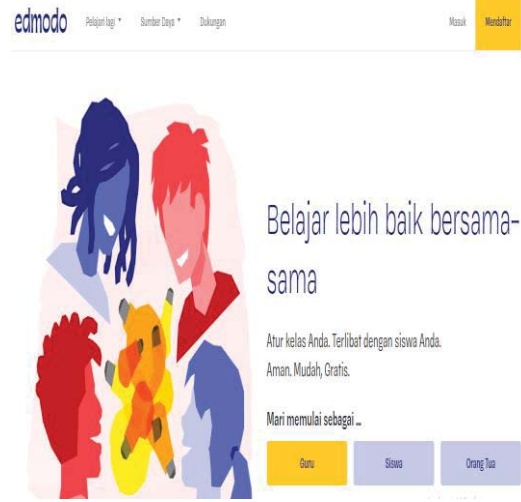 edmodo Pelajari lagi Sumber Daya Dukungan Masuk Mendaftar
Belajar lebih baik bersama-
sama
Atur kelas Anda. Terlibat dengan siswa Anda.
Aman. Mudah, Gratis.
Mari memulai sebagai ...
Guru Siswa Orang Tua